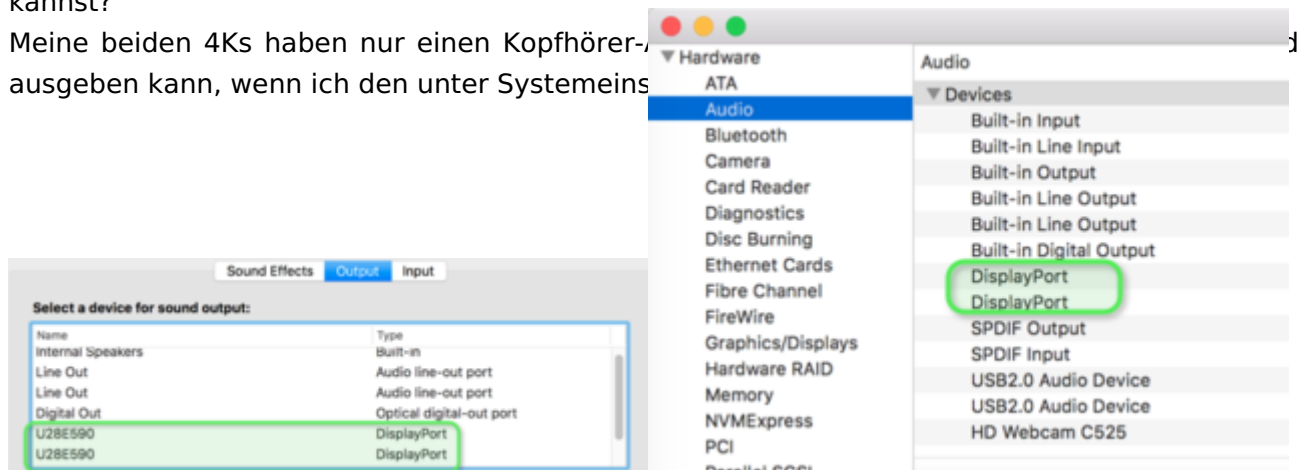 kannst?
Meine beiden 4Ks haben nur einen Kopfhörer-
ausgeben kann, wenn ich den unter
Sound Effects Output Input
Select a device for sound output:
Name Type
Internal Speakers Built-in
Line Out Audio line-out port
Line Out Audio line-out port
Digital Out Optical digital-out port
U28E590 DisplayPort
U28E590 DisplayPort
Hardware
ATA
Audio
Bluetooth
Camera
Card Reader
Diagnostics
Disc Burning
Ethernet Cards
Fibre Channel
FireWire
Graphics/Displays
Hardware RAID
Memory
NVMExpress
PCI
Audio
Devices
Built-in Input
Built-in Line Input
Built-in Output
Built-in Line Output
Built-in Line Output
Built-in Digital Output
DisplayPort
DisplayPort
SPDIF Output
SPDIF Input
USB2.0 Audio Device
USB2.0 Audio Device
HD Webcam C525